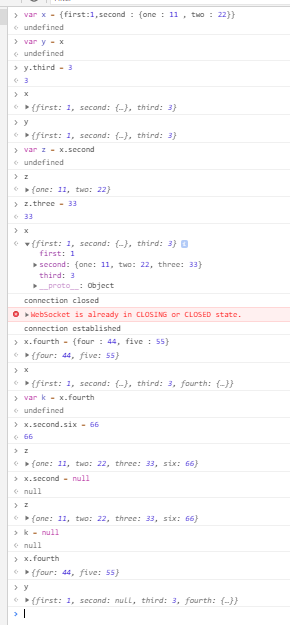 > var x = {first:1,second : {one : 11 , two : 22}}
< undefined
> var y = x
< undefined
> y.third = 3
< 3
> x
< ▶{first: 1, second: {…}, third: 3}
> y
< ▶{first: 1, second: {…}, third: 3}
> var z = x.second
< undefined
> z
< ▶{one: 11, two: 22}
> z.three = 33
< 33
> x
< ▼{first: 1, second: {…}, third: 3} i
first: 1
▶second: {one: 11, two: 22, three: 33}
third: 3
▶__proto__: Object
connection closed
▶WebSocket is already in CLOSING or CLOSED state.
connection established
> x.fourth = {four : 44, five : 55}
< ▶{four: 44, five: 55}
> x
< ▶{first: 1, second: {…}, third: 3, fourth: {…}}
> var k = x.fourth
< undefined
> x.second.six = 66
< 66
> z
< ▶{one: 11, two: 22, three: 33, six: 66}
> x.second = null
< null
> z
< ▶{one: 11, two: 22, three: 33, six: 66}
> k = null
< null
> x.fourth
< ▶{four: 44, five: 55}
> y
< ▶{first: 1, second: null, third: 3, fourth: {…}}
>